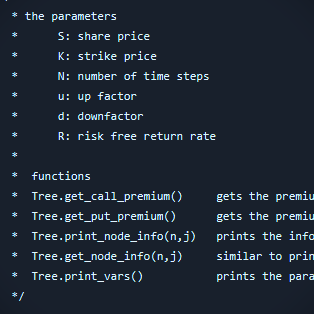 * the parameters
* S: share price
* K: strike price
* N: number of time steps
* u: up factor
* d: downfactor
* R: risk free return rate
*
* functions
* Tree.get_call_premium() gets the premiu
* Tree.get_put_premium() gets the premiu
* Tree.print_node_info(n,j) prints the info
* Tree.get_node_info(n,j) similar to prin
* Tree.print_vars() prints the para
*/